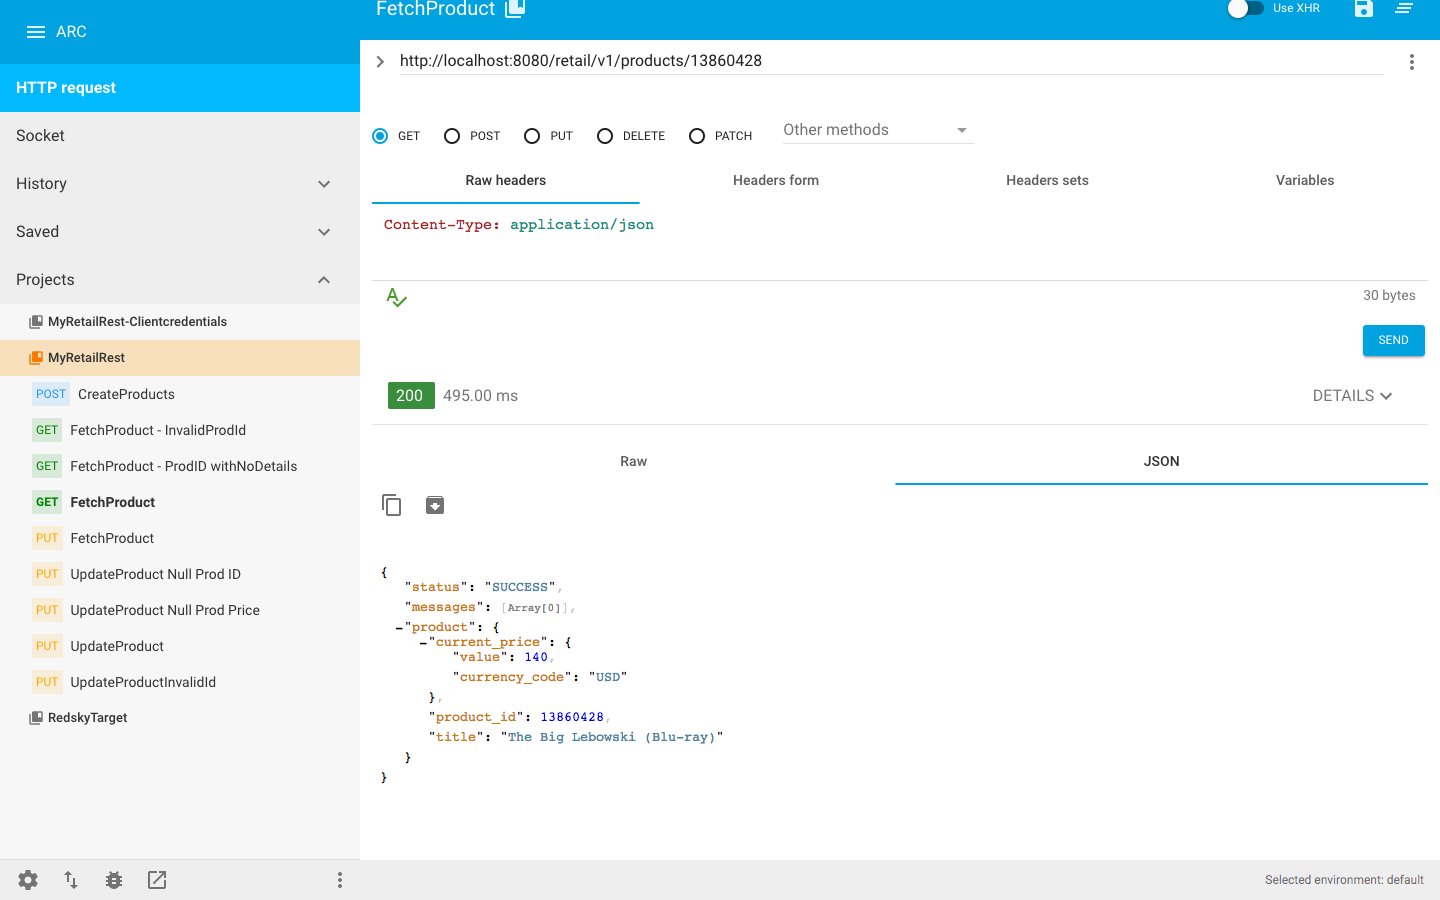 ARC
HTTP request
Socket
History
Saved
Projects
MyRetailRest-Clientcredentials
MyRetailRest
POST CreateProducts
GET FetchProduct - InvalidProdId
GET FetchProduct - ProdID withNoDetails
GET FetchProduct
PUT FetchProduct
PUT UpdateProduct Null Prod ID
PUT UpdateProduct Null Prod Price
PUT UpdateProduct
PUT UpdateProductInvalidId
RedskyTarget
FetchProduct
Use XHR
http://localhost:8080/retail/v1/products/13860428
GET POST PUT DELETE PATCH Other methods
Raw headers Headers form Headers sets Variables
Content-Type: application/json
30 bytes
SEND
200 495.00 ms DETAILS
Raw JSON
{
"status": "SUCCESS",
"messages": [Array[0]],
-"product": {
-"current_price": {
"value": 140,
"currency_code": "USD"
},
"product_id": 13860428,
"title": "The Big Lebowski (Blu-ray)"
}
}
Selected environment: default